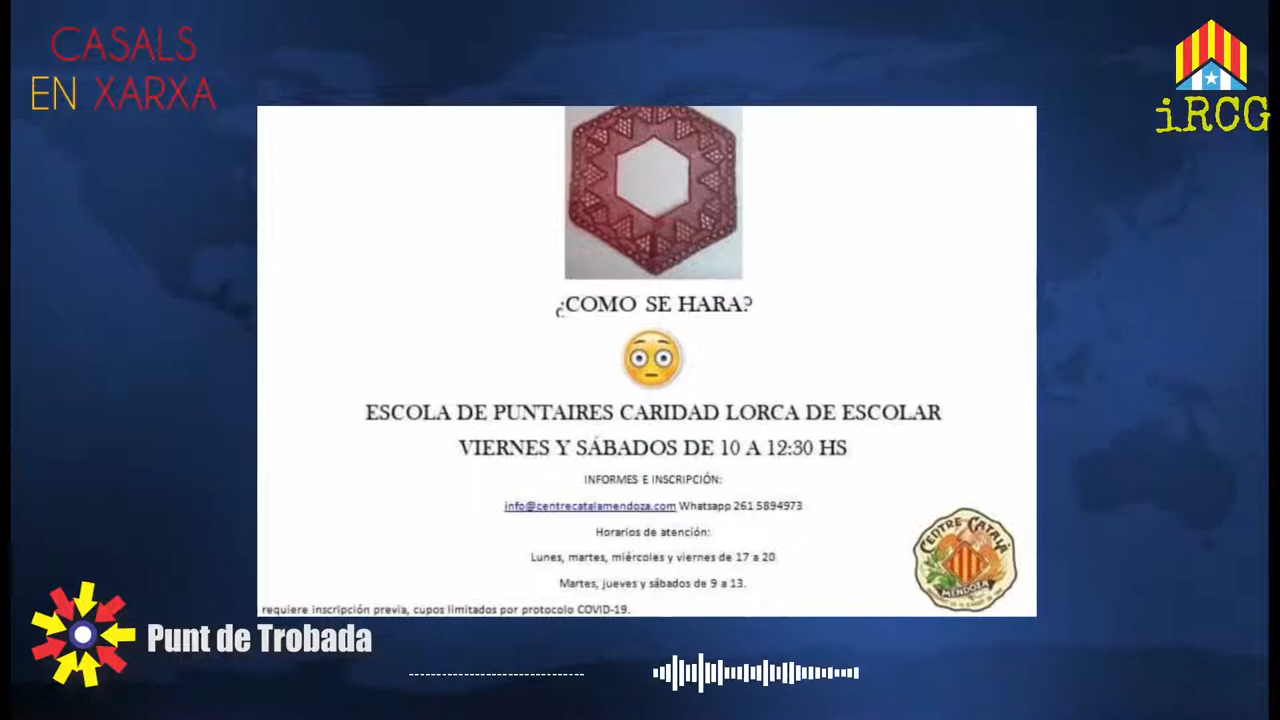 CASALS
EN XARXA
iRCG
¿COMO SE HARA?
ESCOLA DE PUNTAIRES CARIDAD LORCA DE ESCOLAR
VIERNES Y SÁBADOS DE 10 A 12:30 HS
INFORMES E INSCRIPCIÓN:
info@centrecatalamendoza.com Whatsapp 261 5894973
Horarios de atención:
Lunes, martes, miércoles y viernes de 17 a 20
Martes, jueves y sábados de 9 a 13.
requiere inscripción previa, cupos limitados por protocolo COVID-19.
CENTRE CATALÀ
MENDOZA
Punt de Trobada